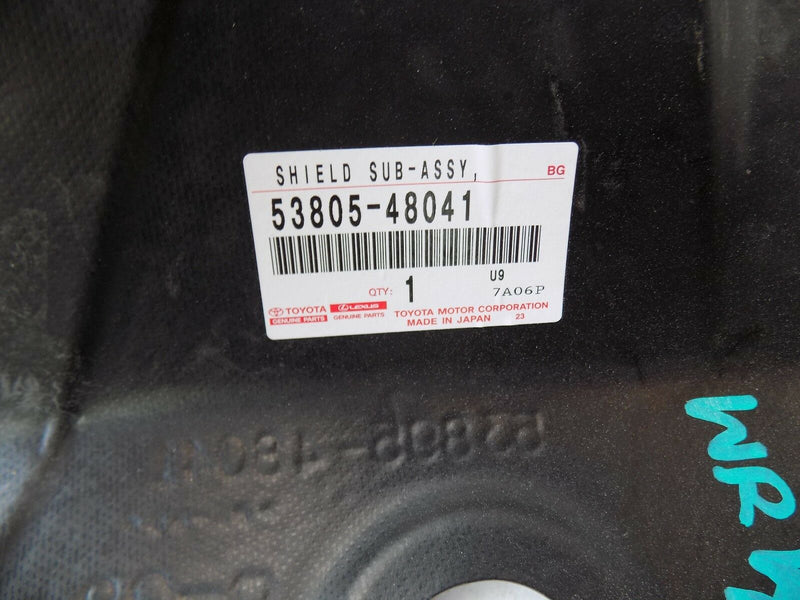 SHIELD SUB-ASSY,
BG
53805-48041
QTY: 1
U9
7A06P
TOYOTA
GENUINE PARTS
LEXUS
GENUINE PARTS
TOYOTA MOTOR CORPORATION
MADE IN JAPAN 23
WR